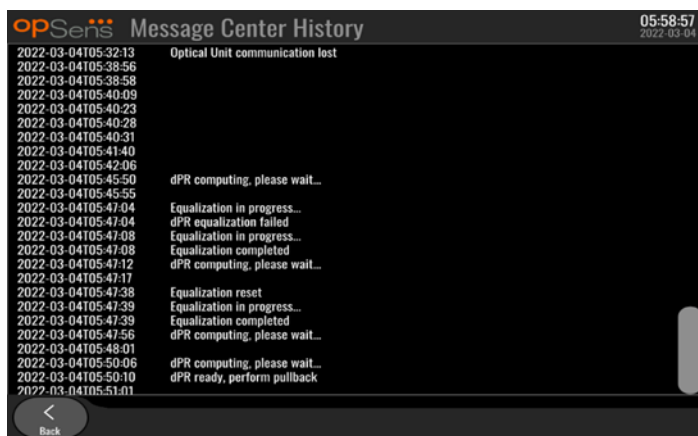 opSens Message Center History 05:58:57
2022-03-04
2022-03-04T05:32:13 Optical Unit communication lost
2022-03-04T05:38:56
2022-03-04T05:38:58
2022-03-04T05:40:09
2022-03-04T05:40:23
2022-03-04T05:40:28
2022-03-04T05:40:31
2022-03-04T05:41:40
2022-03-04T05:42:06
2022-03-04T05:45:50 dPR computing, please wait...
2022-03-04T05:45:55
2022-03-04T05:47:04 Equalization in progress...
2022-03-04T05:47:04 dPR equalization failed
2022-03-04T05:47:08 Equalization in progress...
2022-03-04T05:47:08 Equalization completed
2022-03-04T05:47:12 dPR computing, please wait...
2022-03-04T05:47:17
2022-03-04T05:47:38 Equalization reset
2022-03-04T05:47:39 Equalization in progress...
2022-03-04T05:47:39 Equalization completed
2022-03-04T05:47:56 dPR computing, please wait...
2022-03-04T05:48:01
2022-03-04T05:50:06 dPR computing, please wait...
2022-03-04T05:50:10 dPR ready, perform pullback
2022-03-04T05:51:01
Back